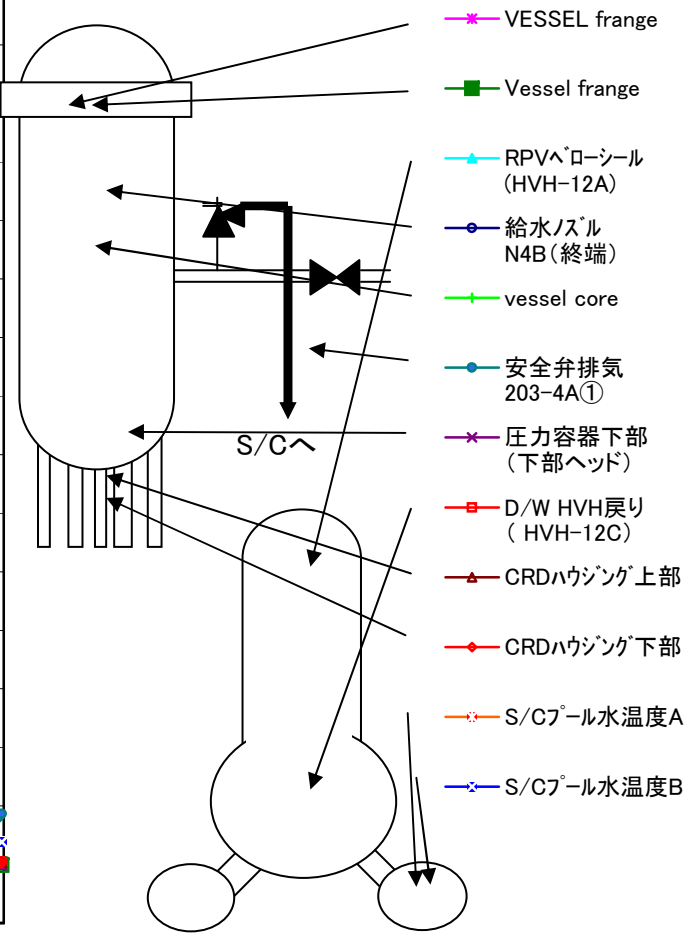 VESSEL frange
Vessel frange
RPVベローシール
(HVH-12A)
給水ノズル
N4B(終端)
vessel core
安全弁排気
203-4A①
圧力容器下部
(下部ヘッド)
D/W HVH戻り
( HVH-12C)
CRDハウジング上部
CRDハウジング下部
S/Cプール水温度A
S/Cプール水温度B
S/Cへ